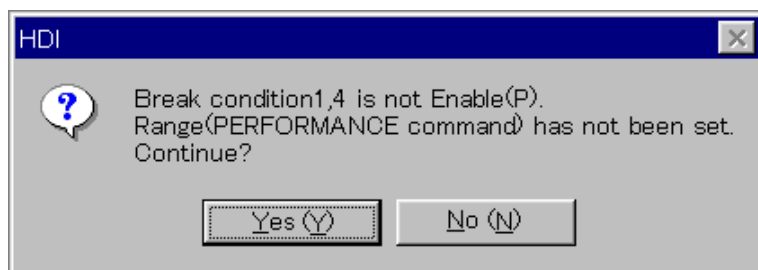 HDI
Break condition1,4 is not Enable(P).
Range(PERFORMANCE command) has not been set.
Continue?
Yes (Y) No (N)